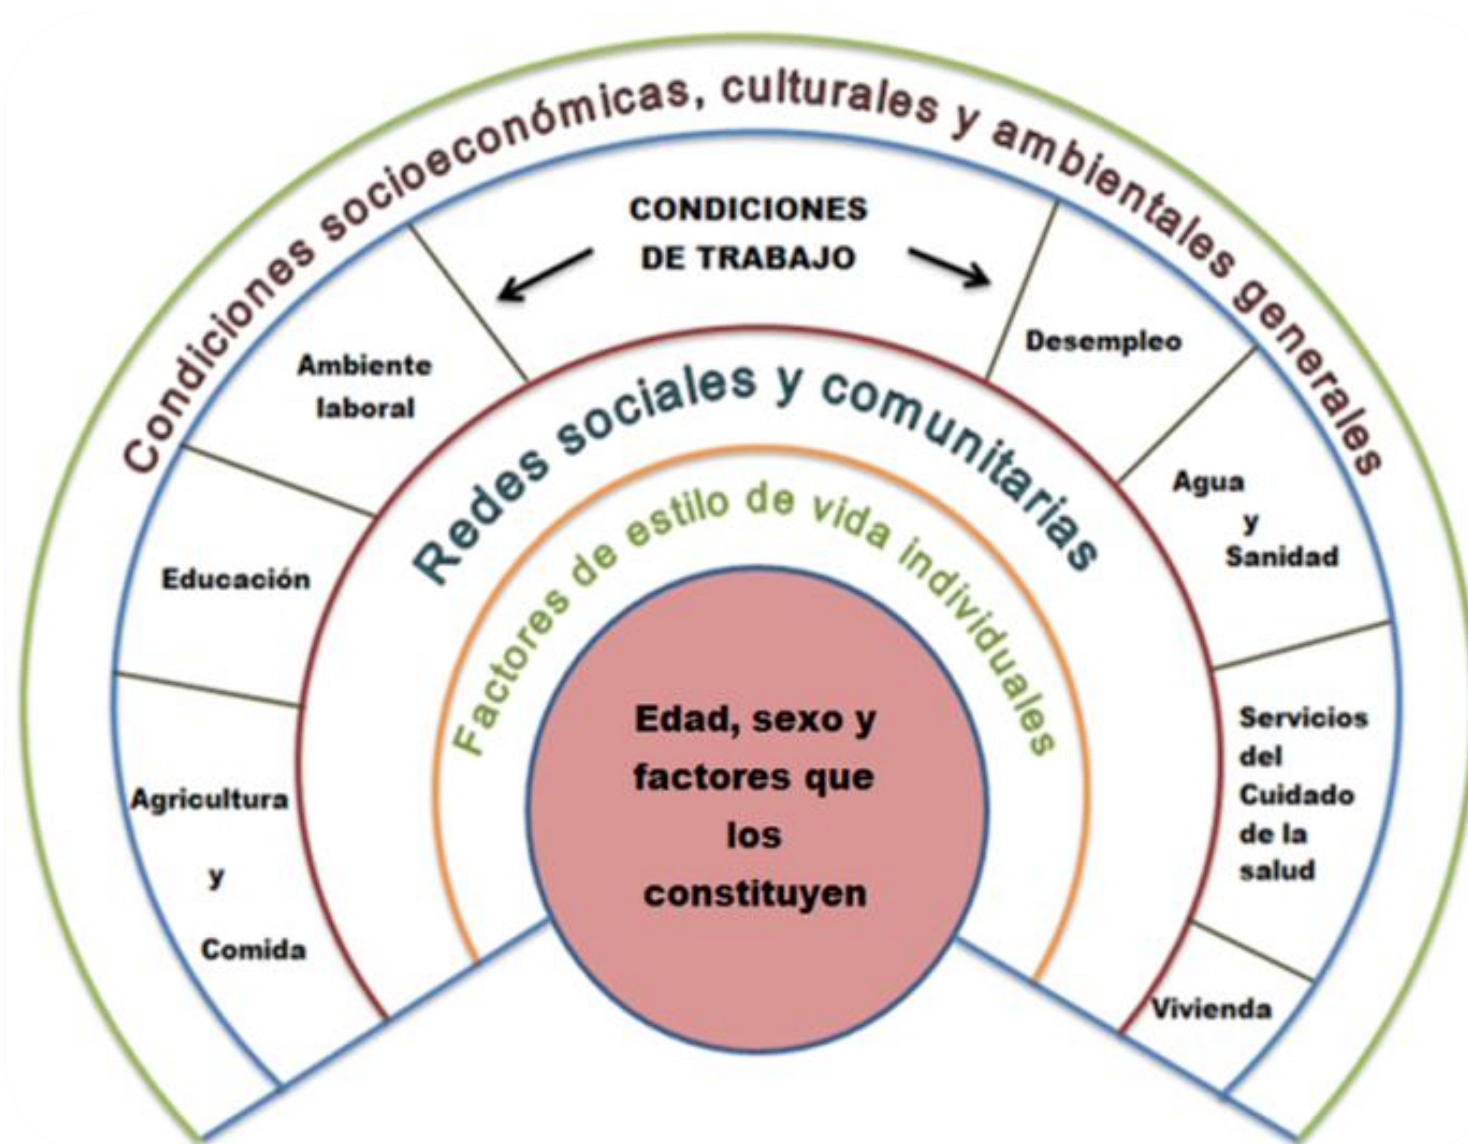 Condiciones socioeconómicas, culturales y ambientales generales
CONDICIONES
DE TRABAJO
Ambiente
laboral
Desempleo
Educación
Agua
y
Sanidad
Agricultura
y
Comida
Servicios
del
Cuidado
de la
salud
Vivienda
Redes sociales y comunitarias
Factores de estilo de vida individuales
Edad, sexo y
factores que
los
constituyen